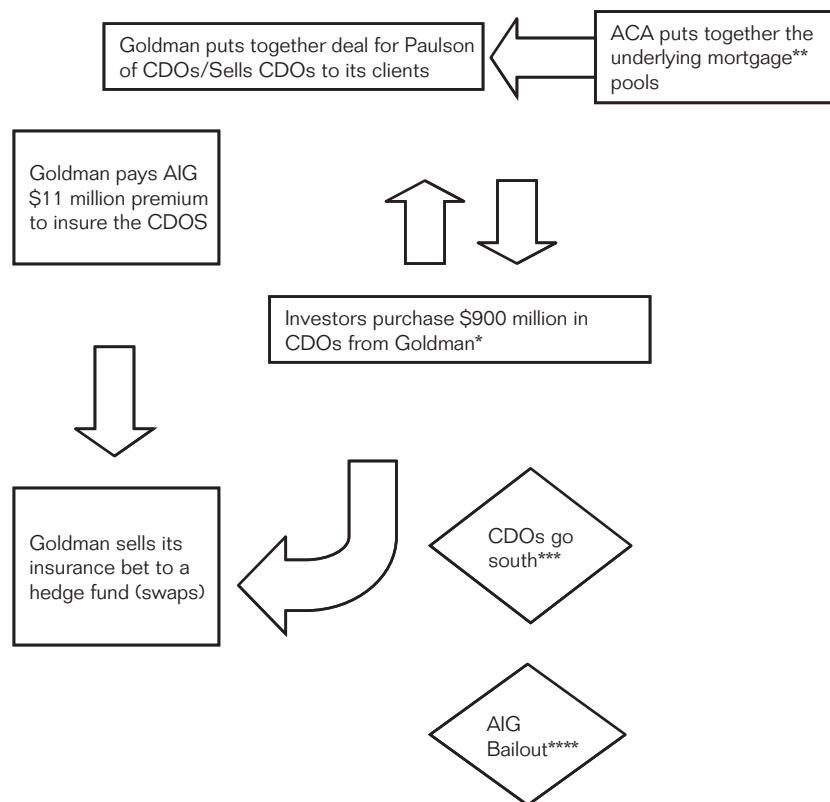 Goldman puts together deal for Paulson
of CDOs/Sells CDOs to its clients
ACA puts together the
underlying mortgage**
pools
Goldman pays AIG
$11 million premium
to insure the CDOS
Investors purchase $900 million in
CDOs from Goldman*
Goldman sells its
insurance bet to a
hedge fund (swaps)
CDOs go
south***
AIG
Bailout****